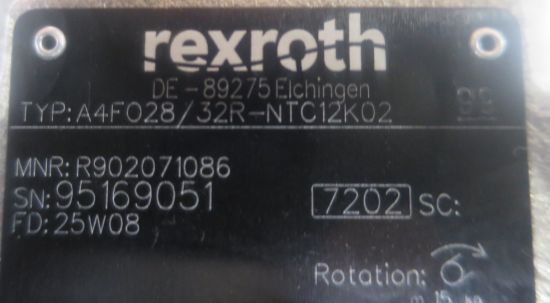 rexroth
DE-89275 Elchingen
TYP: A4FO28/32R-NTC12K02
MNR: R902071086
SN: 95169051
7202 SC:
FD: 25W08
Rotation: